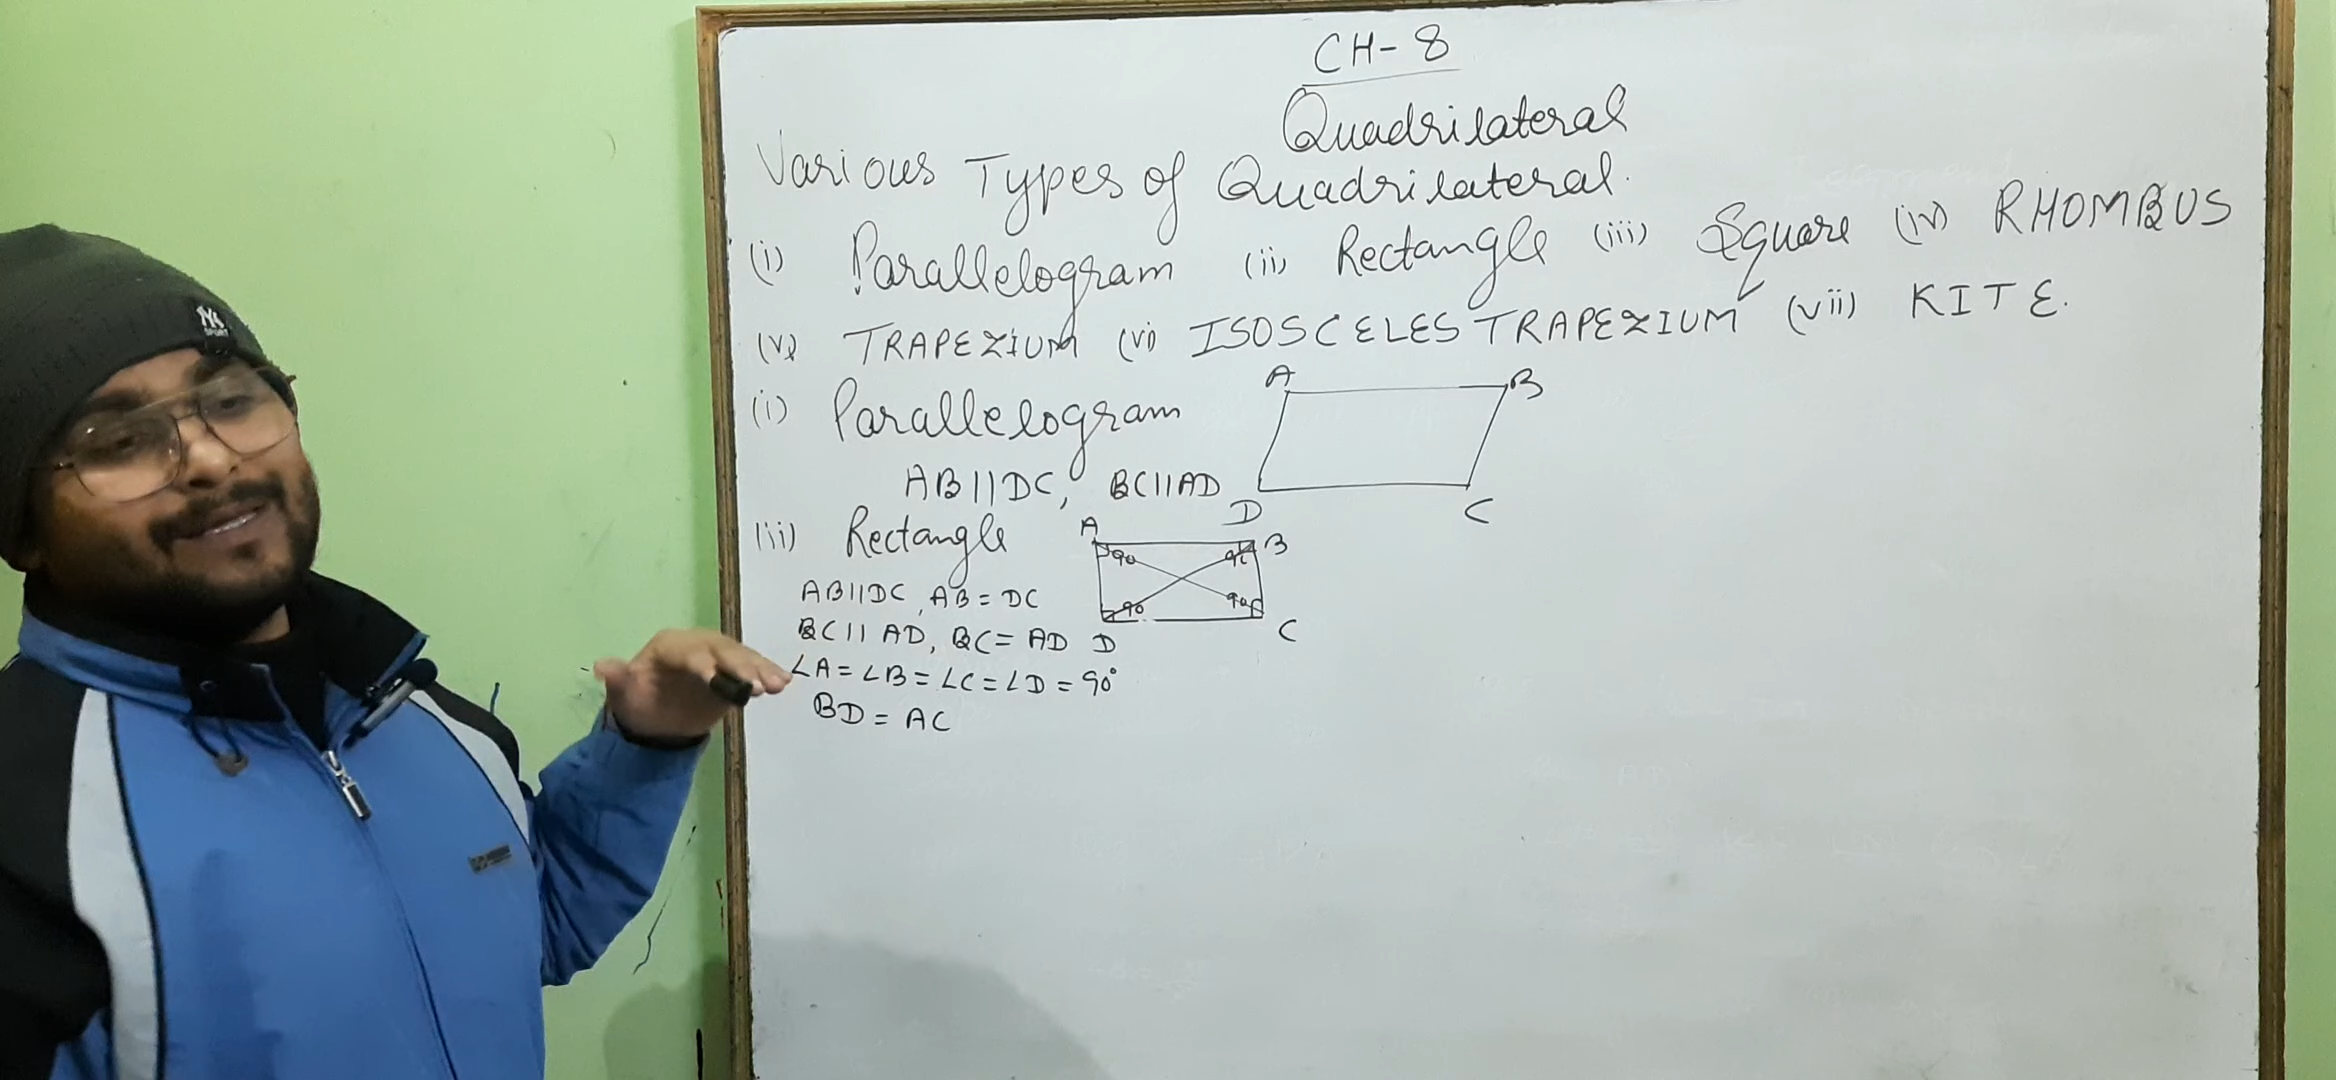 CH-8
Quadrilateral
Various Types of Quadrilateral.
(i) Parallelogram (ii) Rectangle (iii) Square (iv) RHOMBUS
(v) TRAPEZIUM (vi) ISOSCELES TRAPEZIUM (vii) KITE.
(i) Parallelogram
A B
AB||DC, BC||AD
D C
(ii) Rectangle
A B
90 90
90 90
D C
AB||DC, AB = DC
BC|| AD, BC = AD
∠A = ∠B = ∠C = ∠D = 90°
BD = AC
NY
SPORT